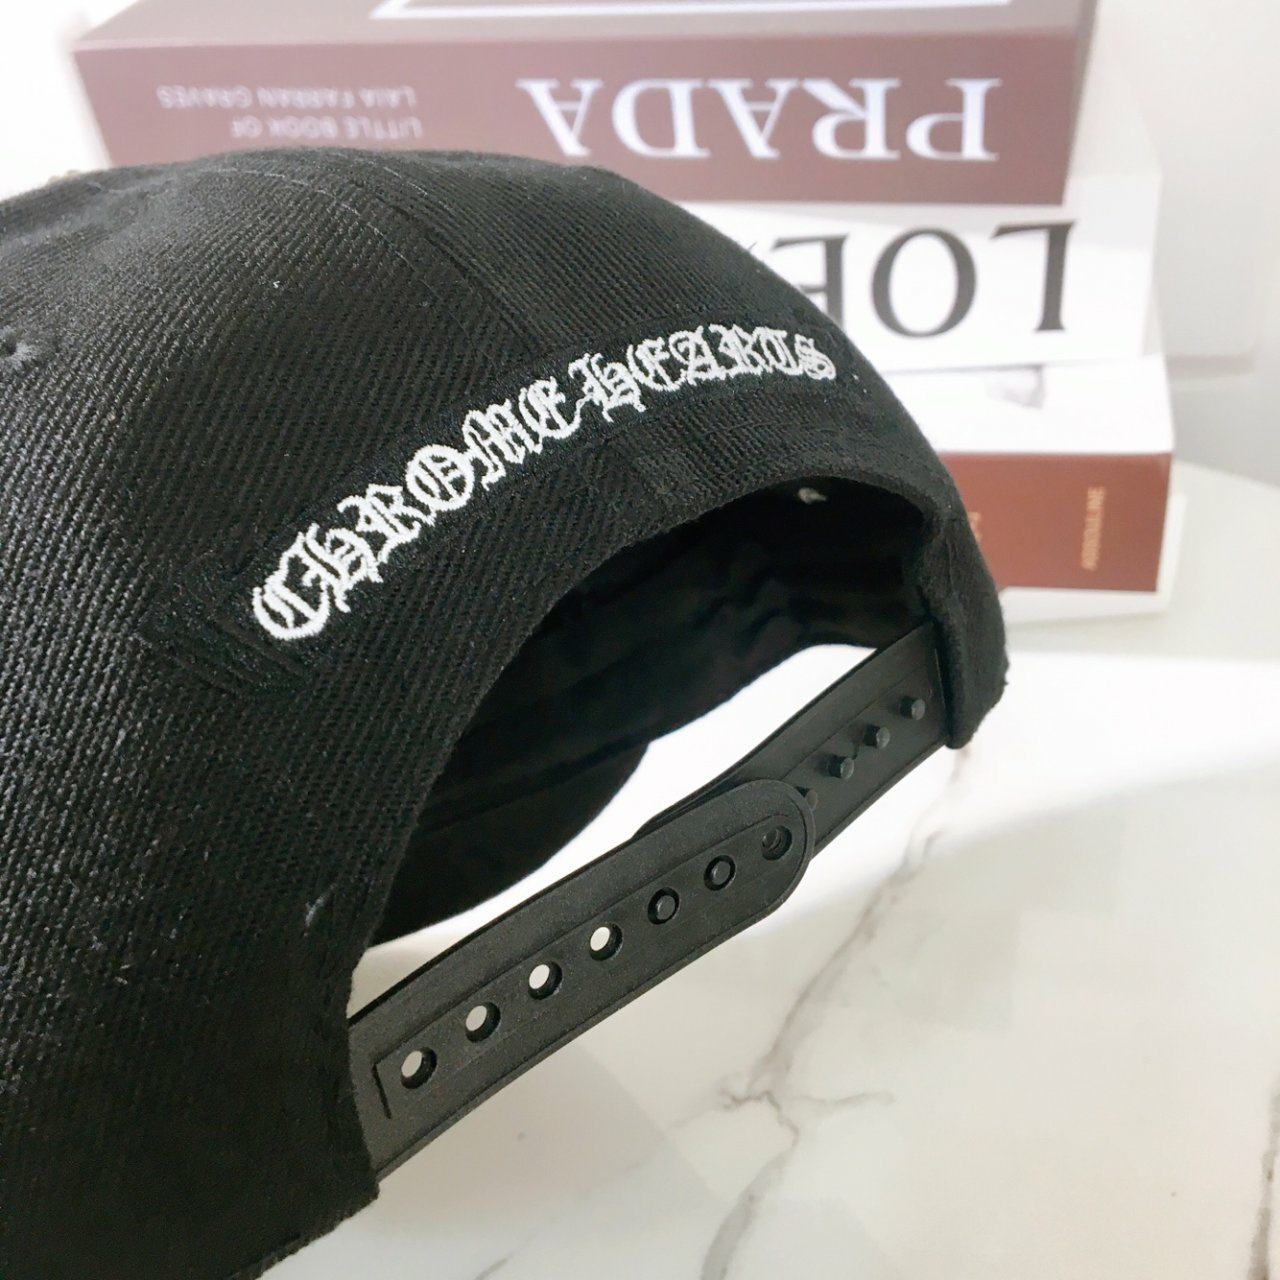 LITTLE BOOK OF
LAIA FARRAN GRAVES
PRADA
LOE
CHROME HEARTS